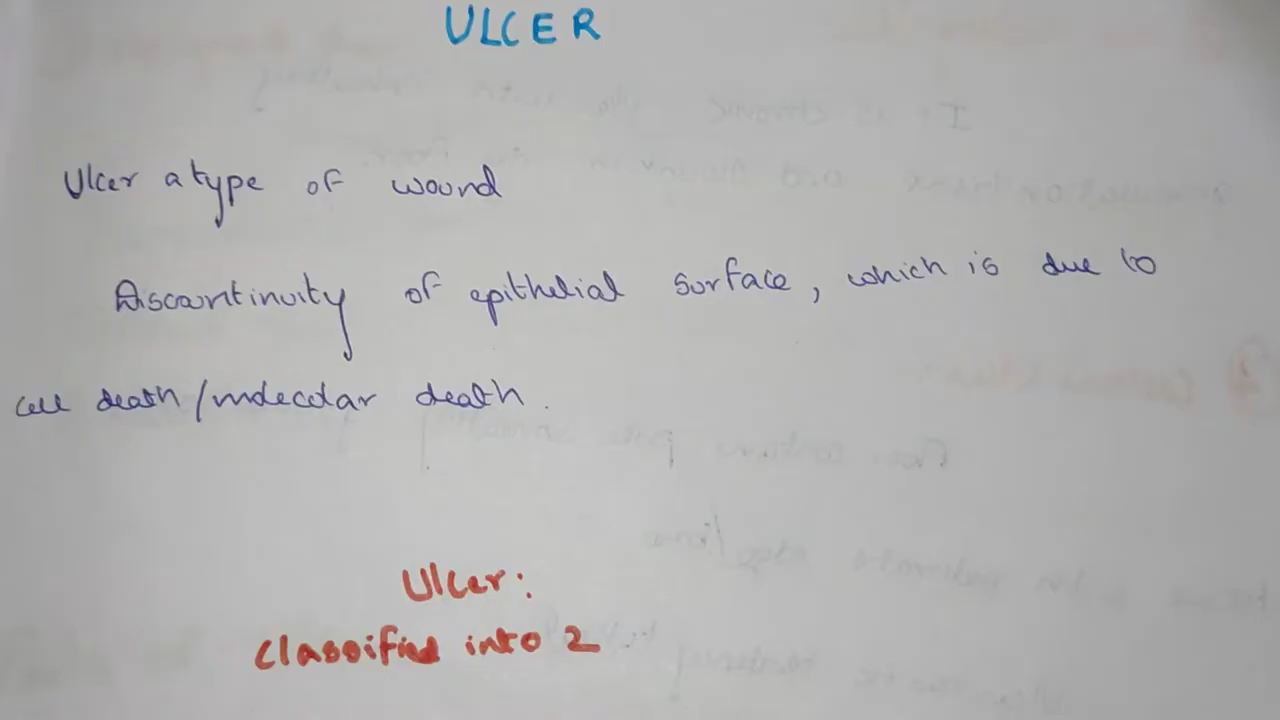 ULCER
Ulcer a type of wound
Discontinuity of epithelial surface, which is due to
cell death/molecular death.
Ulcer:
classified into 2